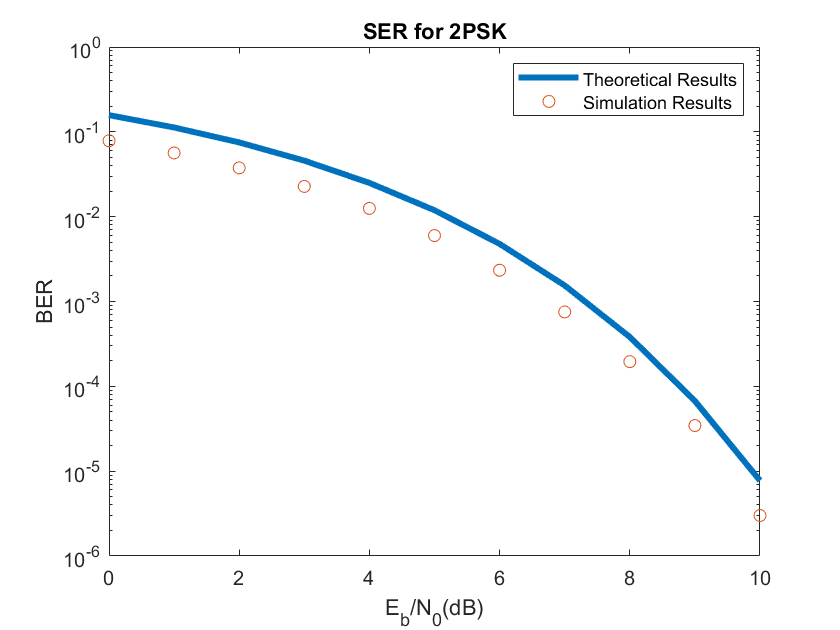 SER for 2PSK
Theoretical Results
Simulation Results
BER
10^0
10^-1
10^-2
10^-3
10^-4
10^-5
10^-6
0 2 4 6 8 10
E_b/N_0(dB)